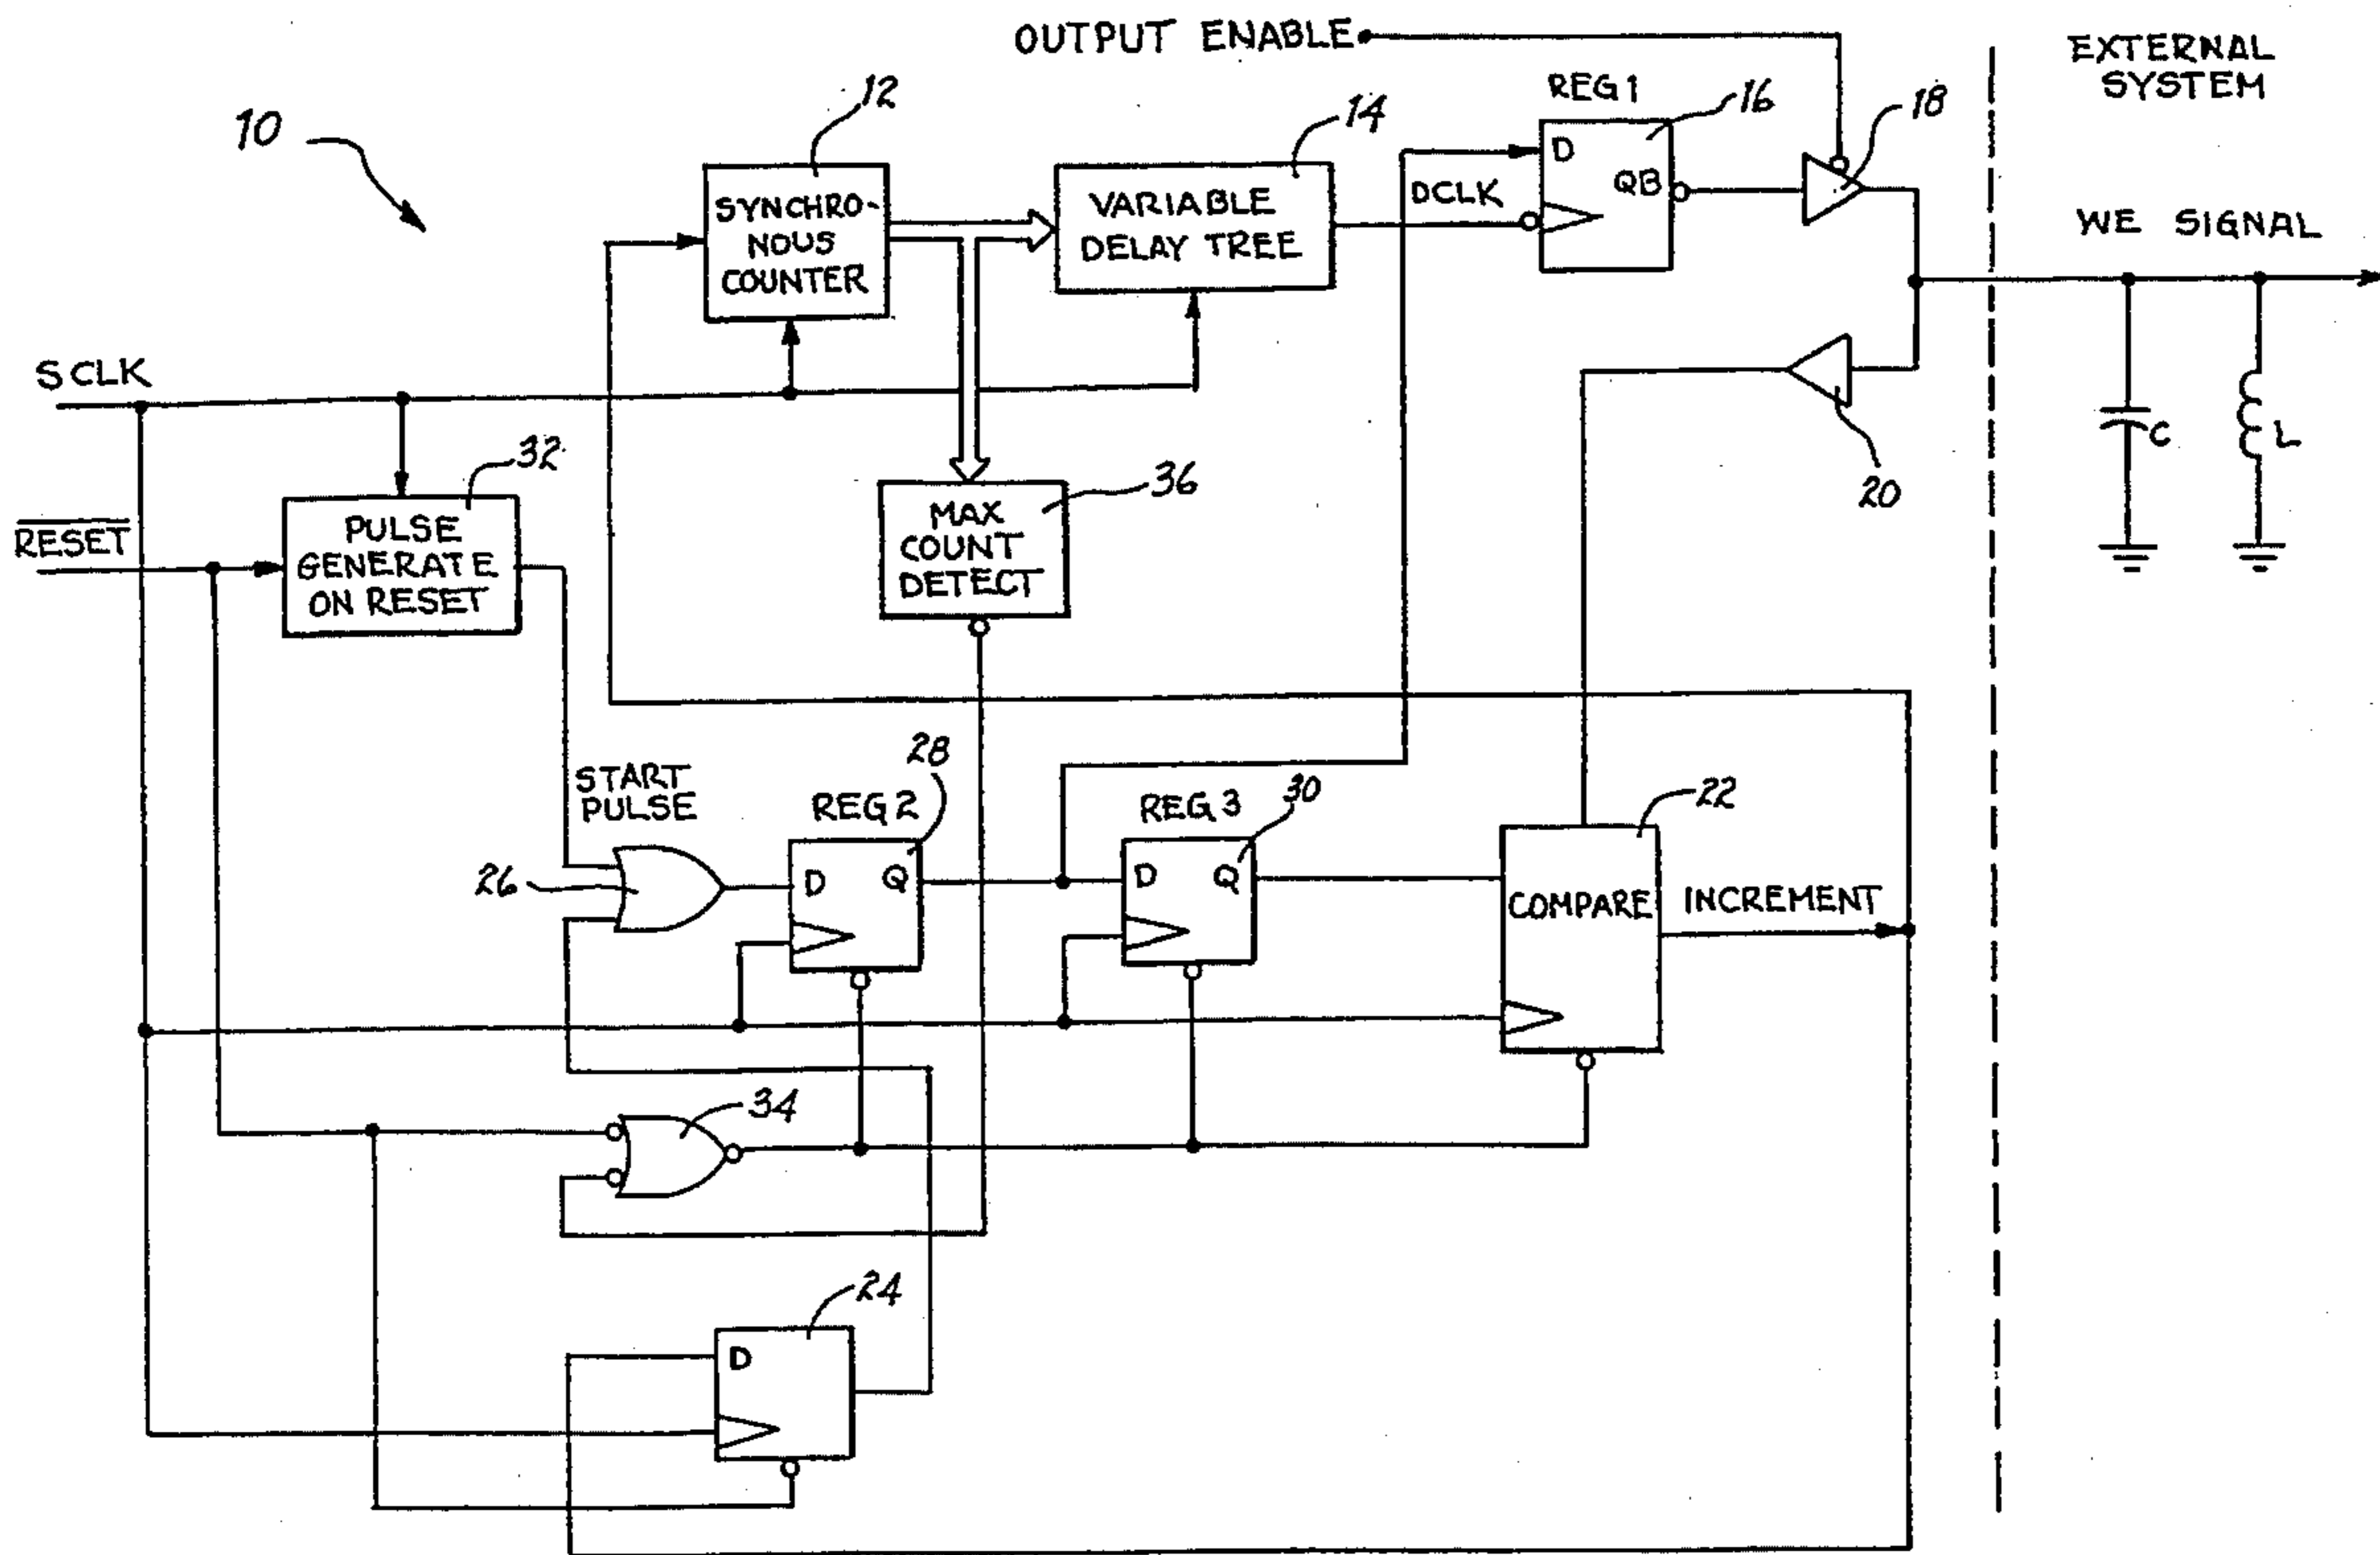 OUTPUT ENABLE
EXTERNAL
SYSTEM
10
12
14
REG 1
16
18
SYNCHRO-
NOUS
COUNTER
VARIABLE
DELAY TREE
DCLK
D
QB
WE SIGNAL
SCLK
32
36
20
C
L
RESET
PULSE
GENERATE
ON RESET
MAX
COUNT
DETECT
START
PULSE
REG 2
28
REG 3
30
22
26
D
Q
D
Q
COMPARE
INCREMENT
34
24
D